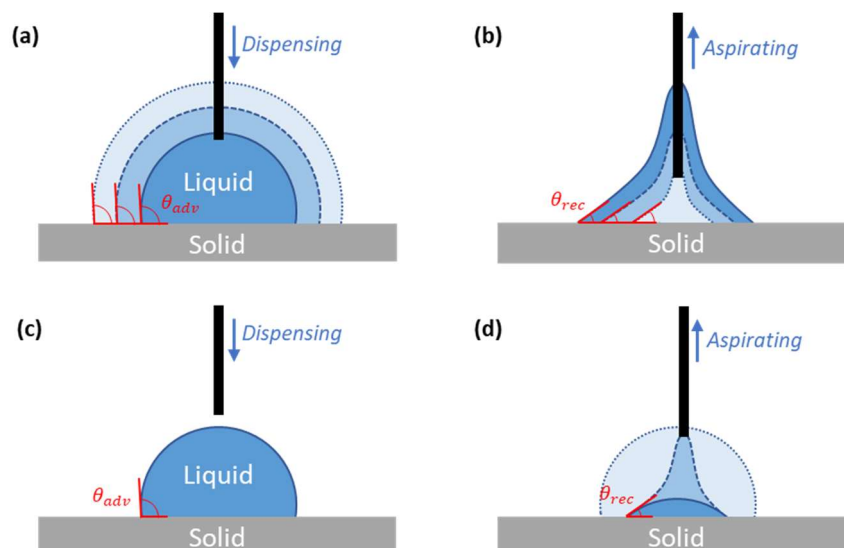 (a)
Dispensing
Liquid
θadv
Solid
(b)
Aspirating
θrec
Solid
(c)
Dispensing
Liquid
θadv
Solid
(d)
Aspirating
θrec
Solid